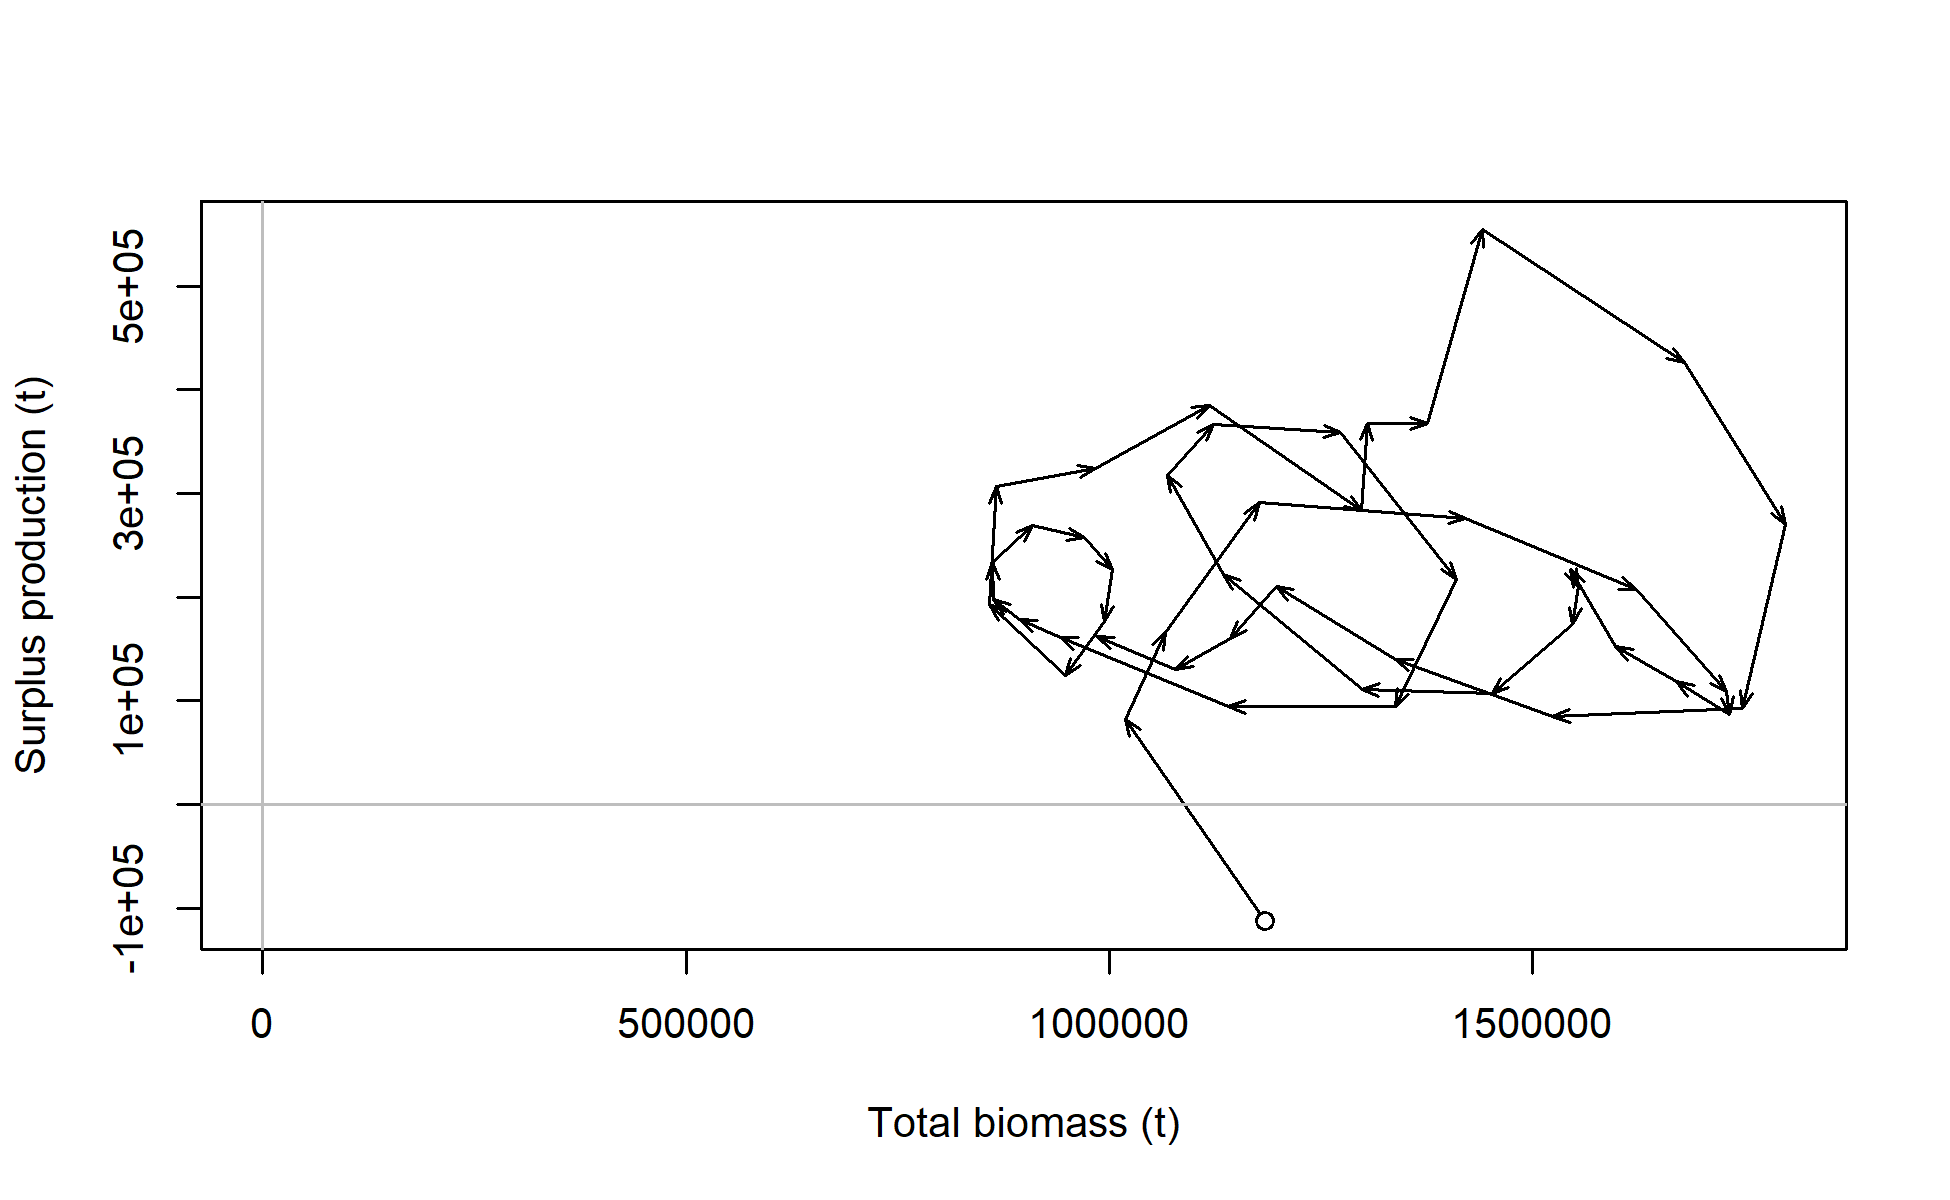 Surplus production (t)
5e+05
3e+05
1e+05
-1e+05
0 500000 1000000 1500000
Total biomass (t)